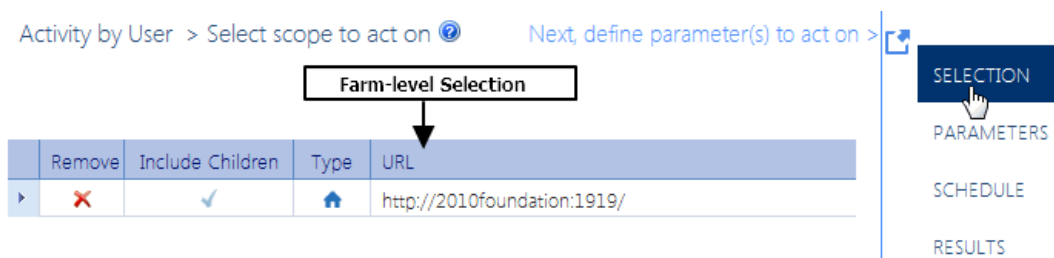 Activity by User > Select scope to act on ? Next, define parameter(s) to act on >
Farm-level Selection
SELECTION
Remove Include Children Type URL
PARAMETERS
http://2010foundation:1919/
SCHEDULE
RESULTS